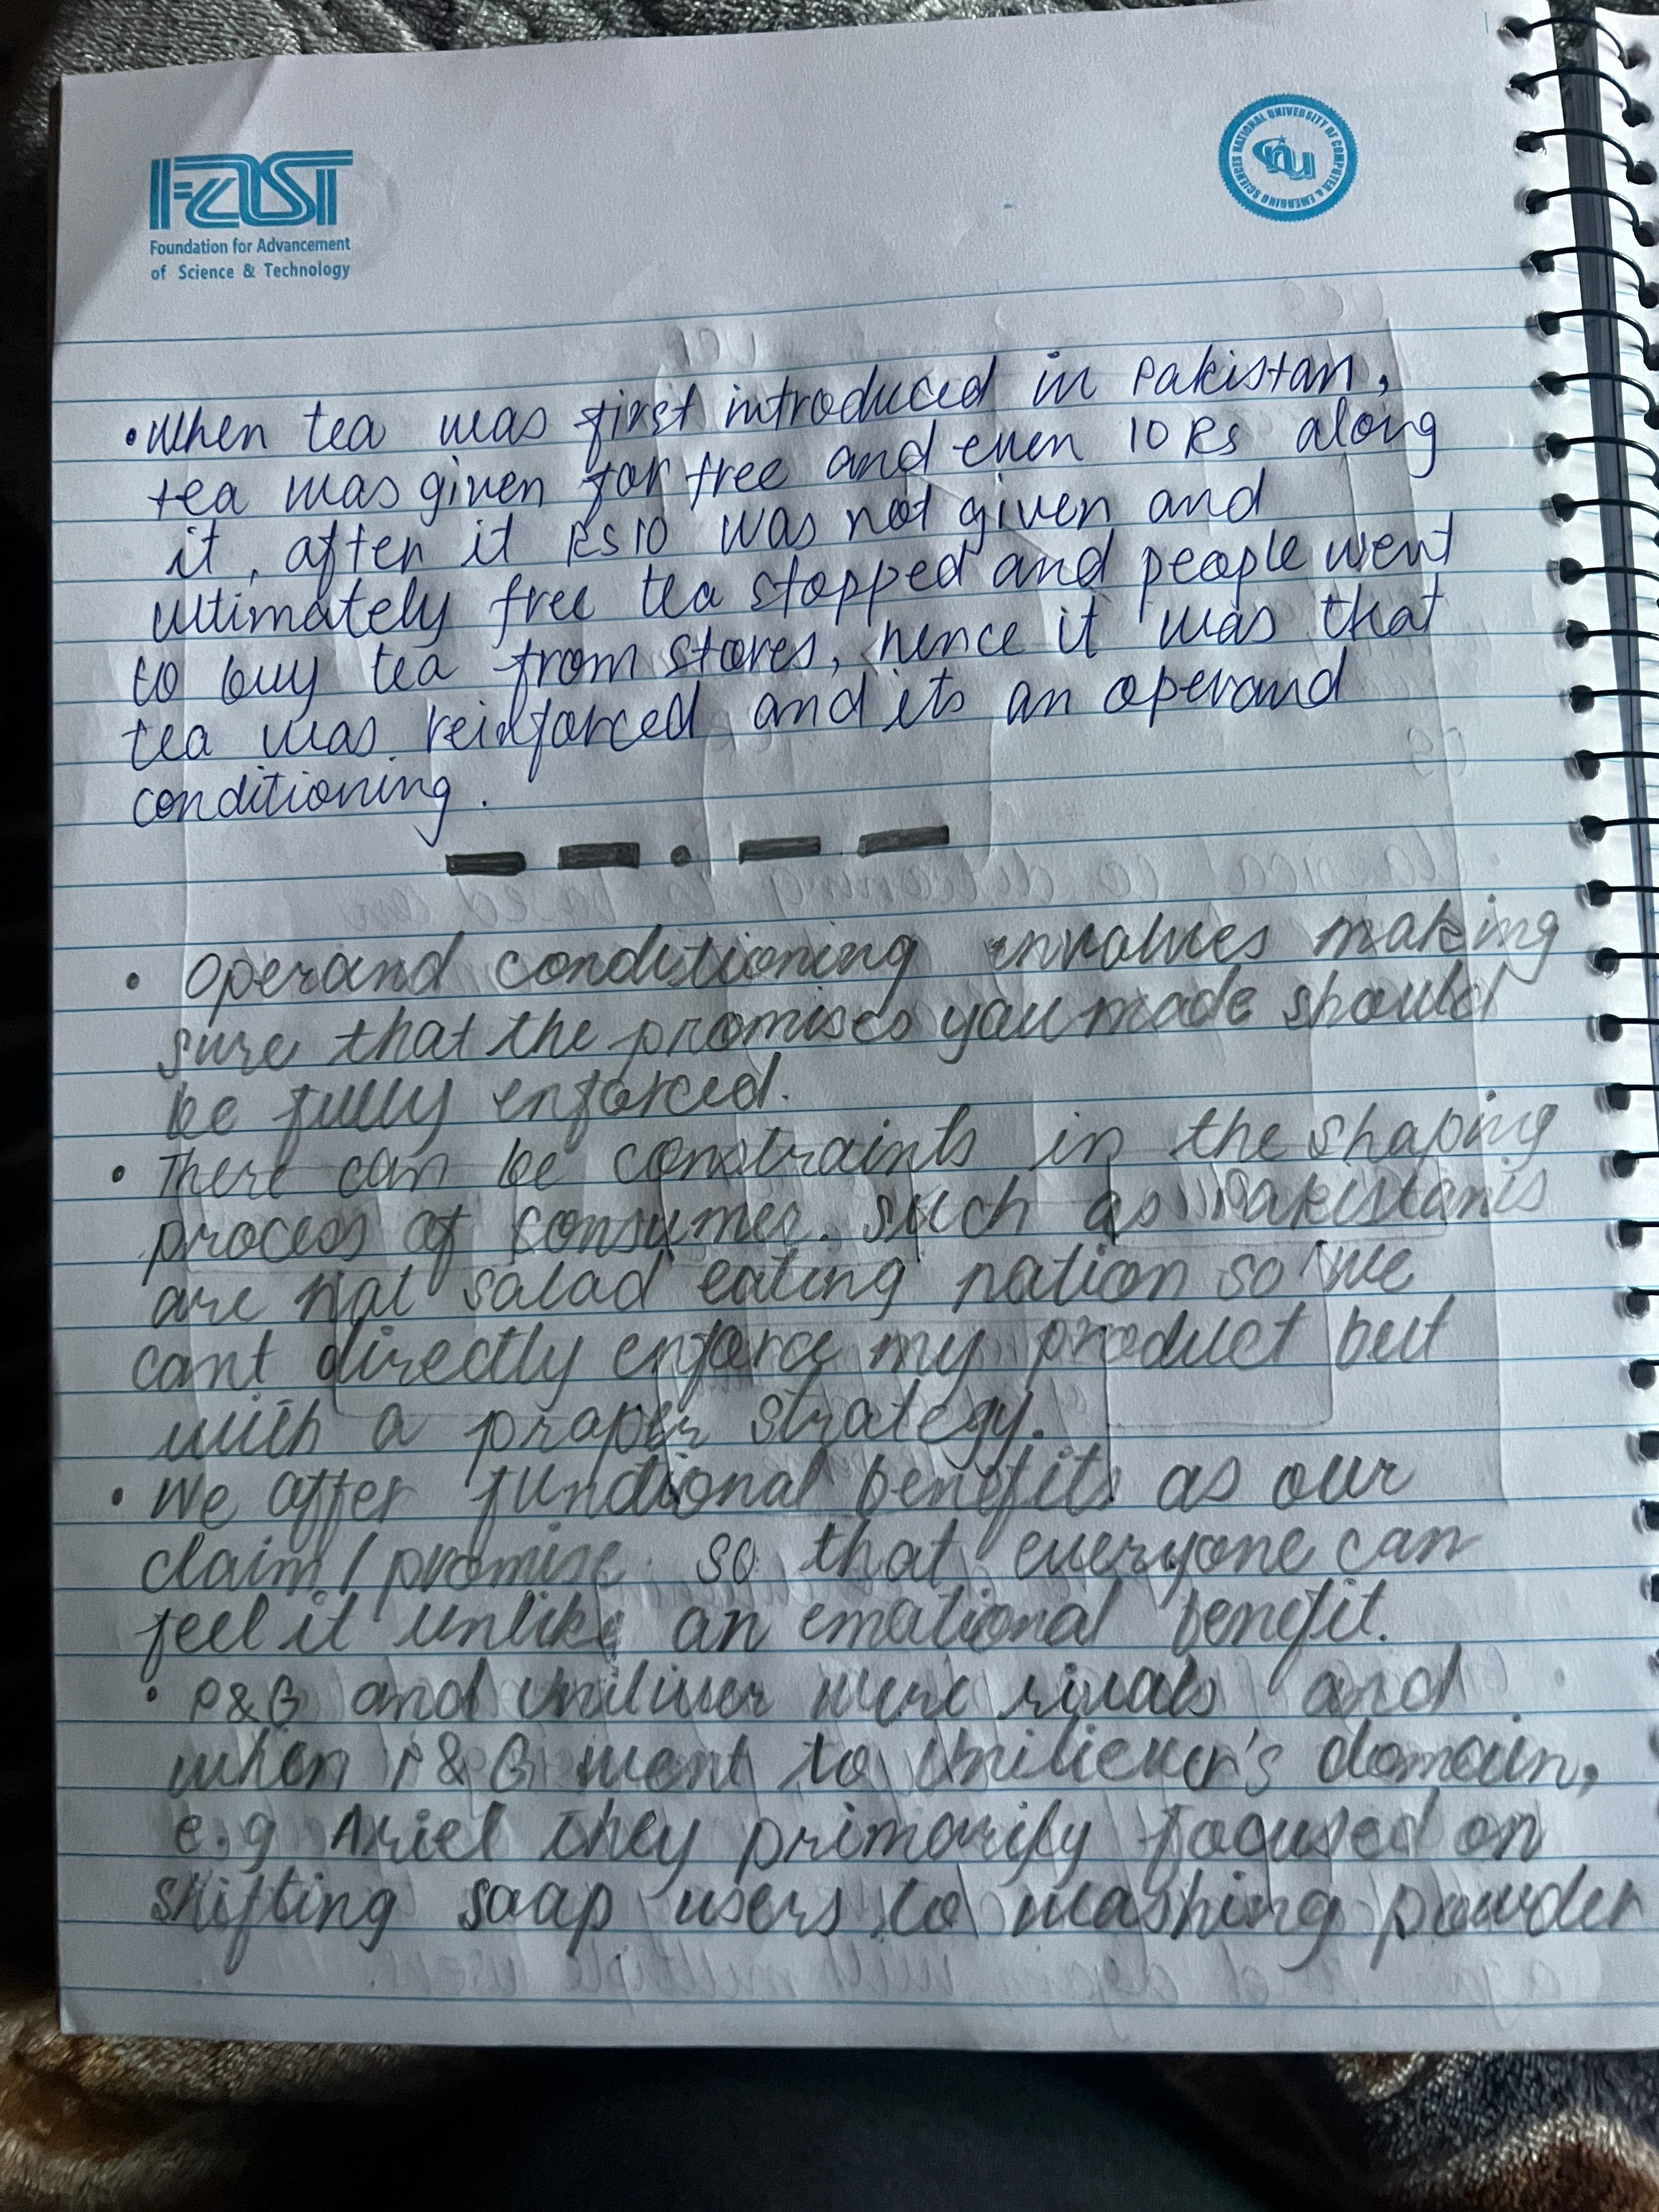 FAST
Foundation for Advancement
of Science & Technology
NATIONAL UNIVERSITY OF COMPUTER & EMERGING SCIENCES
nu
• When tea was first introduced in Pakistan,
tea was given for free and even 10 Rs along
it, after it Rs10 was not given and
ultimately free tea stopped and people went
to buy tea from stores, hence it was that
tea was reinforced and its an operand
conditioning.
• Operand conditioning involves making
sure that the promises you made should
be fully enforced.
• There can be constraints in the shaping
process of consumer. Such as Pakistanis
are not salad eating nation so we
cant directly enforce my product but
with a proper strategy.
• We offer functional benefits as our
claim/promise so that everyone can
feel it unlike an emotional benefit.
• P&G and Uniliver were rivals and
when P&G went to Uniliever's domain,
e.g Ariel they primarily focused on
shifting soap users to washing powder